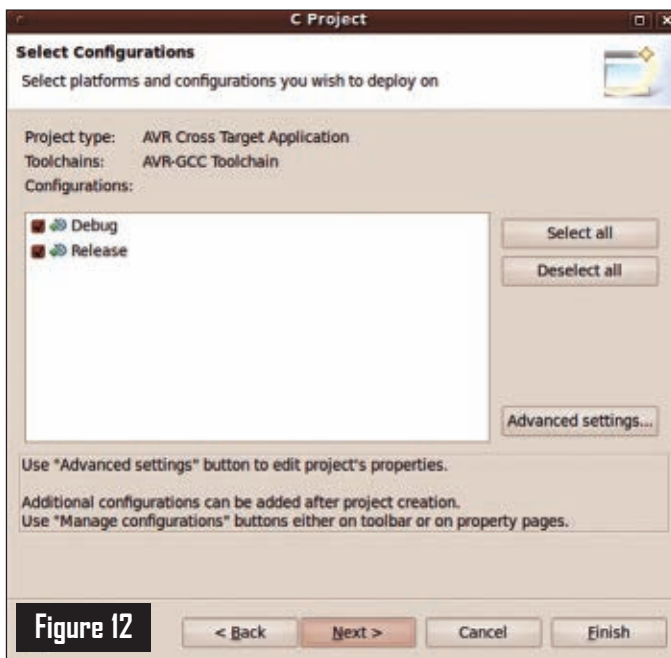 C Project
Select Configurations
Select platforms and configurations you wish to deploy on
Project type: AVR Cross Target Application
Toolchains: AVR-GCC Toolchain
Configurations:
Debug
Release
Select all
Deselect all
Advanced settings...
Use "Advanced settings" button to edit project's properties.
Additional configurations can be added after project creation.
Use "Manage configurations" buttons either on toolbar or on property pages.
Figure 12
< Back
Next >
Cancel
Finish